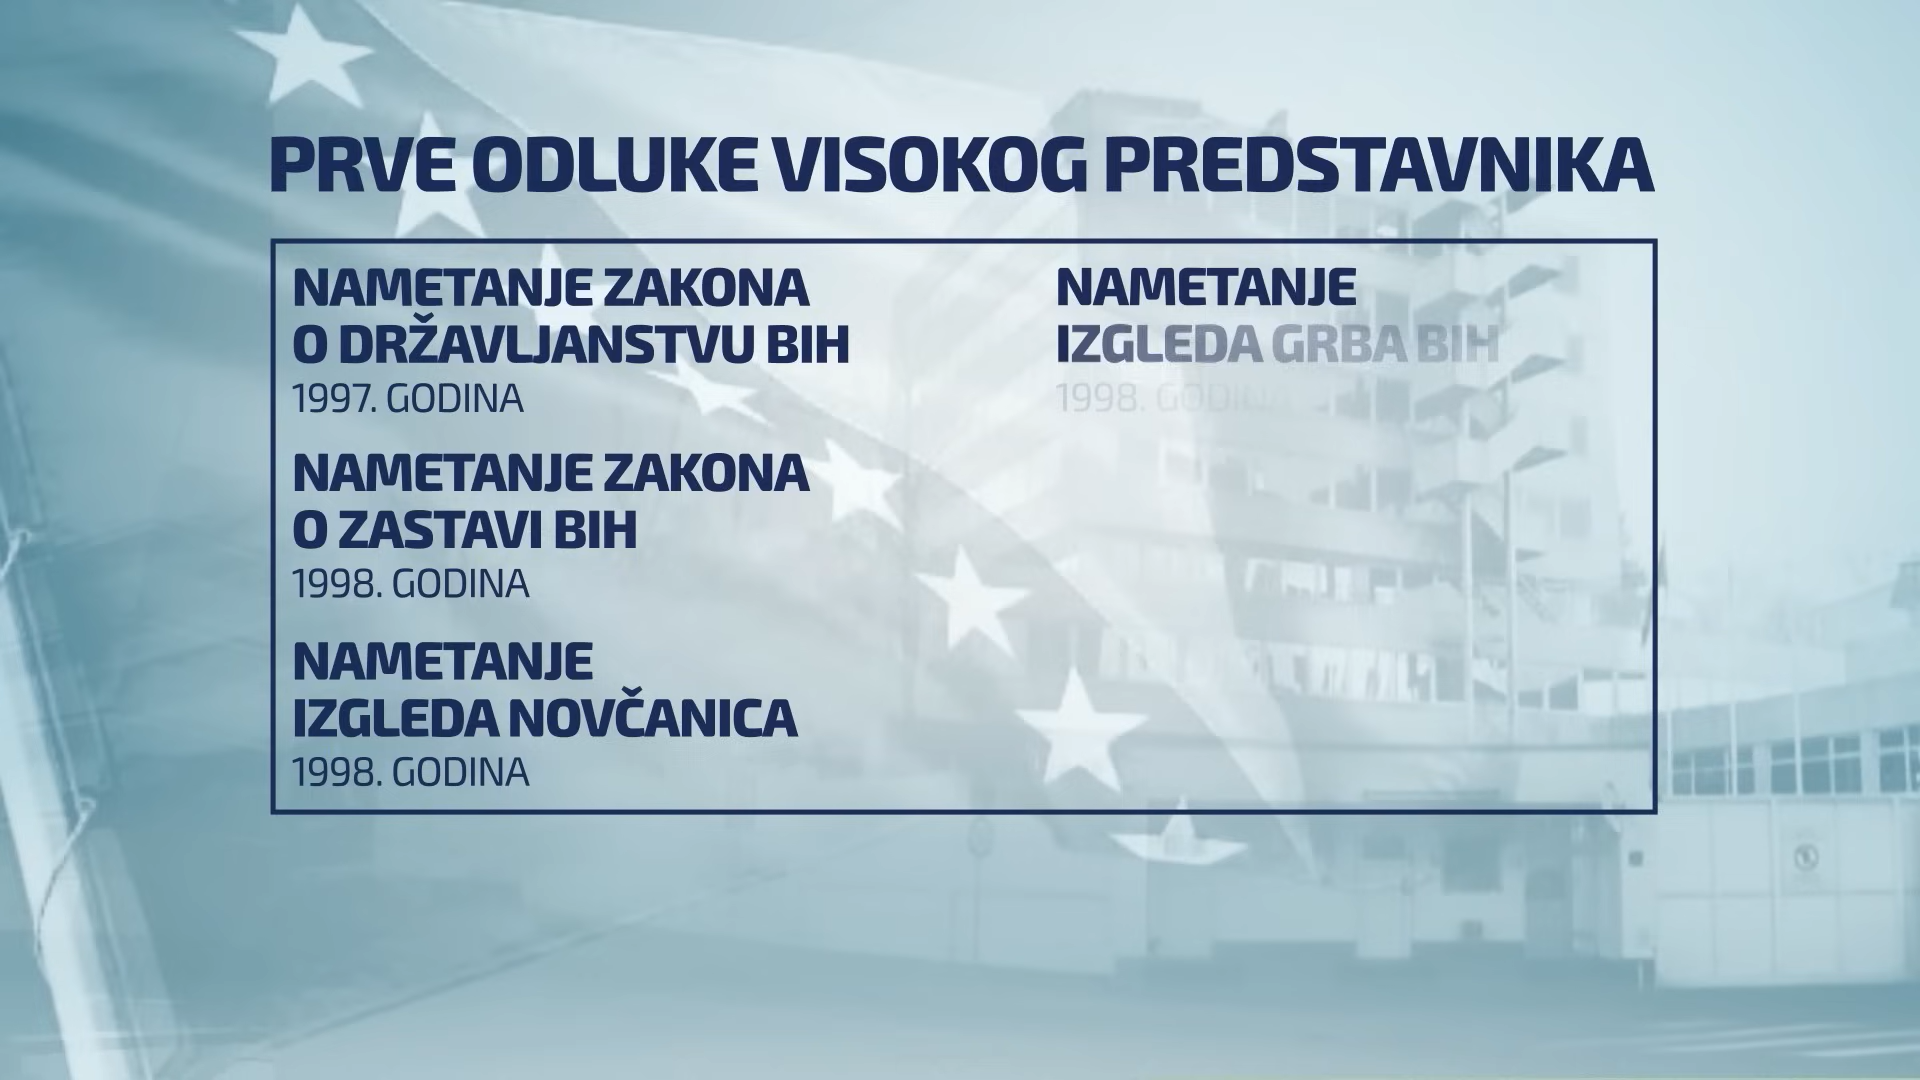 PRVE ODLUKE VISOKOG PREDSTAVNIKA
NAMETANJE ZAKONA
O DRŽAVLJANSTVU BIH
1997. GODINA
NAMETANJE ZAKONA
O ZASTAVI BIH
1998. GODINA
NAMETANJE
IZGLEDA NOVČANICA
1998. GODINA
NAMETANJE
IZGLEDA GRBA BIH
1998. GODINA